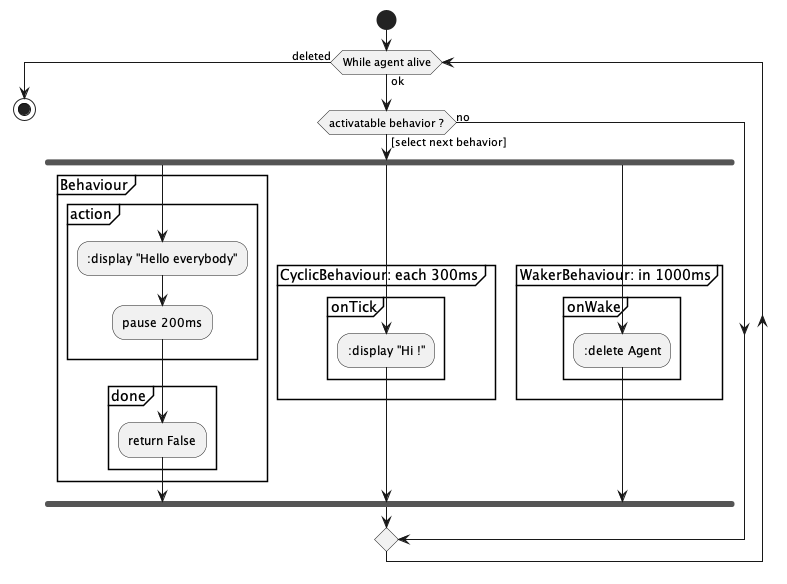 deleted
While agent alive
ok
activatable behavior ?
no
[select next behavior]
Behaviour
action
:display "Hello everybody"
pause 200ms
done
return False
CyclicBehaviour: each 300ms
onTick
:display "Hi !"
WakerBehaviour: in 1000ms
onWake
:delete Agent